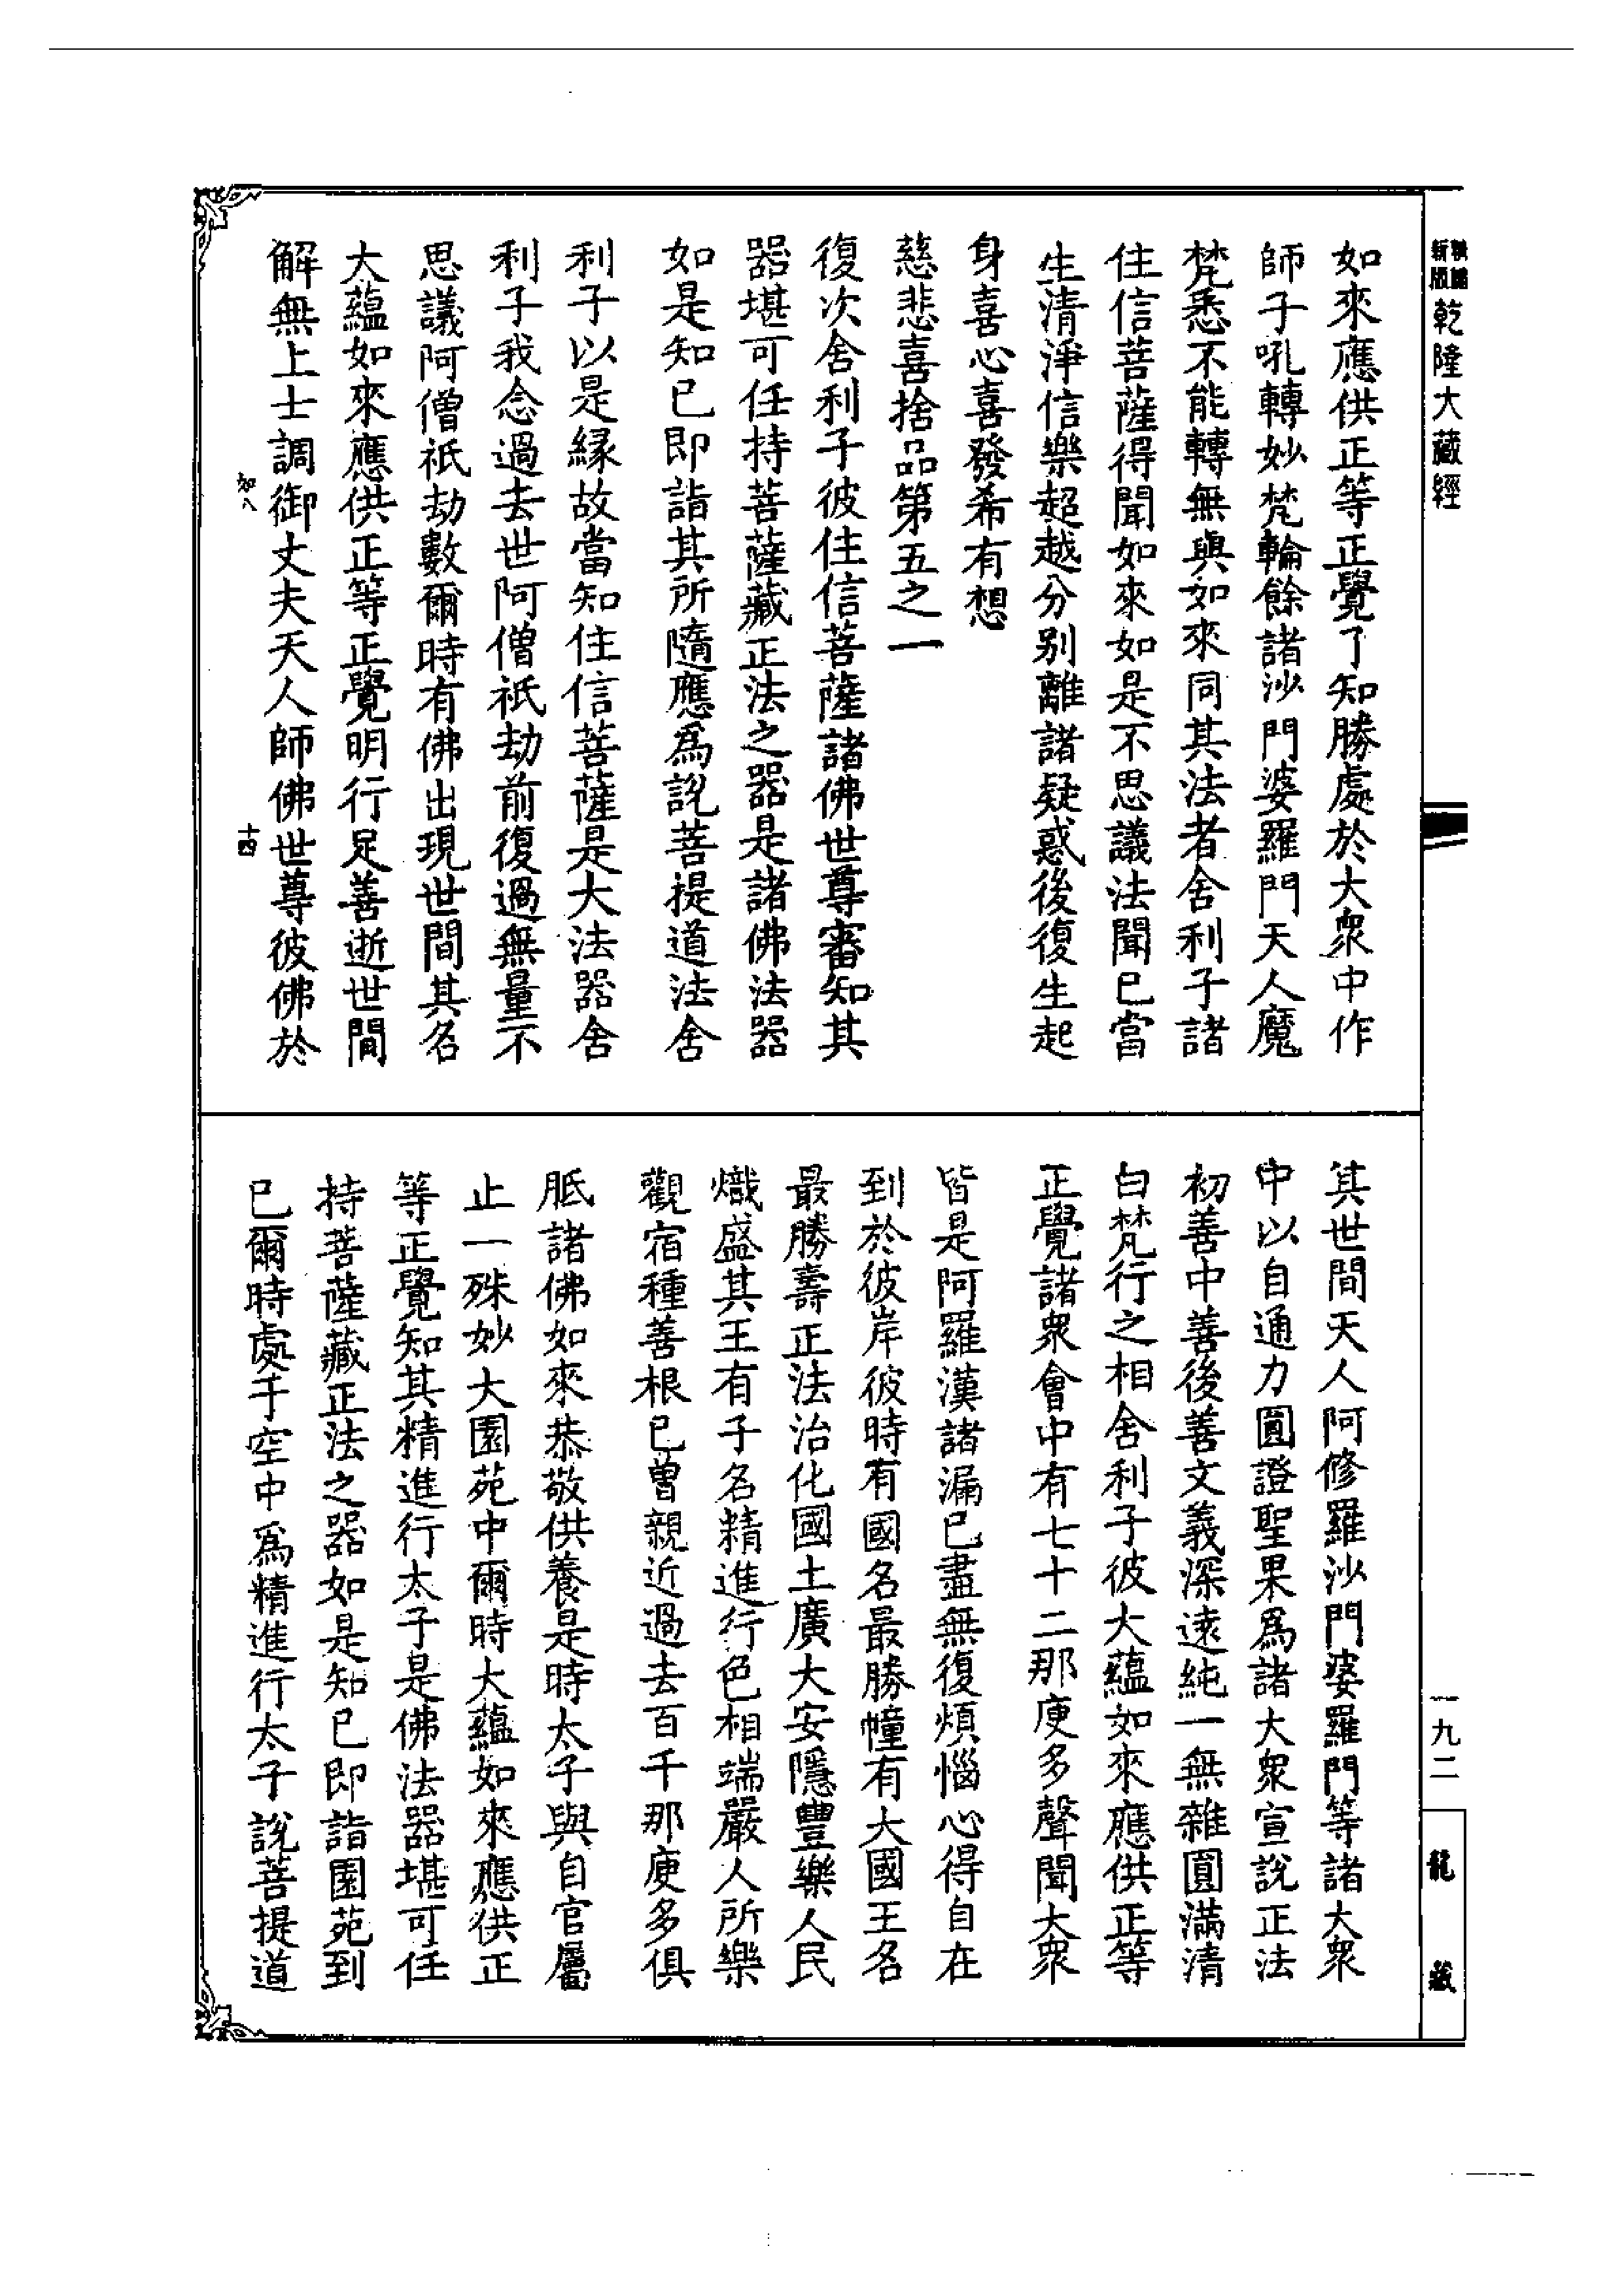 新版
乾隆大藏經
一九二
龍藏
如來應供正等正覺了知勝處於大衆中作
師子吼轉妙梵輪餘諸沙門婆羅門天人魔
梵悉不能轉無與如來同其法者舍利子諸
住信菩薩得聞如來如是不思議法聞已當
生清淨信樂超越分别離諸疑惑後復生起
身喜心喜發希有想
慈悲喜捨品第五之一
復次舍利子彼住信菩薩諸佛世尊審知其
器堪可任持菩薩藏正法之器是諸佛法器
如是知已即詣其所隨應爲說菩提道法舍
利子以是緣故當知住信菩薩是大法器舍
利子我念過去世阿僧祇劫前復過無量不
思議阿僧祇劫數爾時有佛出現世間其名
大蘊如來應供正等正覺明行足善逝世間
解無上士調御丈夫天人師佛世尊彼佛於
加八
十四
其世間天人阿修羅沙門婆羅門等諸大衆
中以自通力圓證聖果爲諸大衆宣說正法
初善中善後善文義深遠純一無雜圓滿清
白梵行之相舍利子彼大蘊如來應供正等
正覺諸衆會中有七十二那庾多聲聞大衆
皆是阿羅漢諸漏已盡無復煩惱心得自在
到於彼岸彼時有國名最勝幢有大國王名
最勝壽正法治化國土廣大安隱豐樂人民
熾盛其王有子名精進行色相端嚴人所樂
觀宿種善根已曾親近過去百千那庾多俱
胝諸佛如來恭敬供養是時太子與自官屬
止一殊妙大園苑中爾時大蘊如來應供正
等正覺知其精進行太子是佛法器堪可任
持菩薩藏正法之器如是知已即詣園苑到
已爾時處于空中爲精進行太子說菩提道